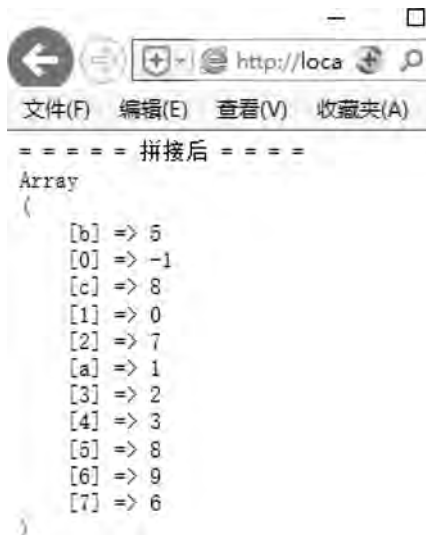 http://loca
文件(F) 编辑(E) 查看(V) 收藏夹(A)
= = = = = 拼接后 = = = =
Array
(
[b] => 5
[0] => -1
[c] => 8
[1] => 0
[2] => 7
[a] => 1
[3] => 2
[4] => 3
[5] => 8
[6] => 9
[7] => 6
)